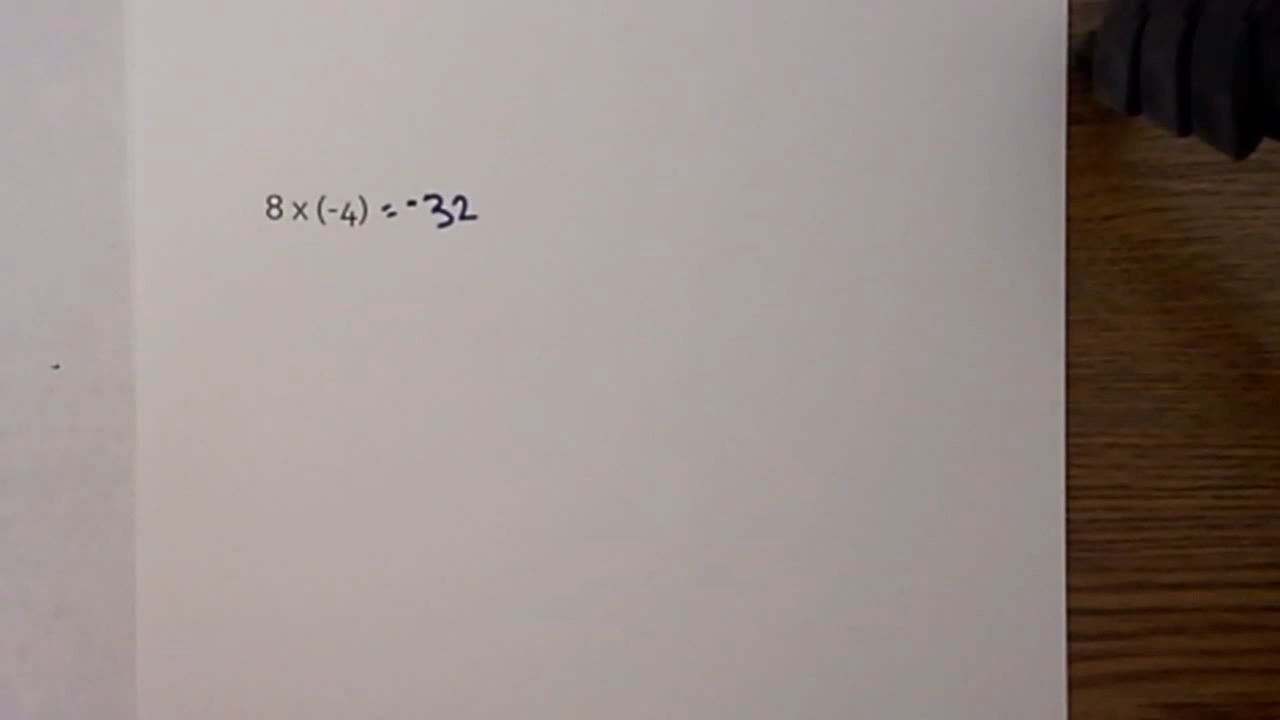 8 x (-4) = -32